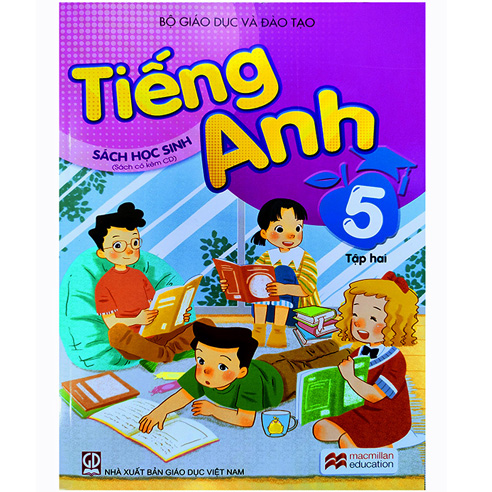 BỘ GIÁO DỤC VÀ ĐÀO TẠO
Tiếng
Anh
SÁCH HỌC SINH
(Sách có kèm CD)
5
Tập hai
GD
NHÀ XUẤT BẢN GIÁO DỤC VIỆT NAM
macmillan
education